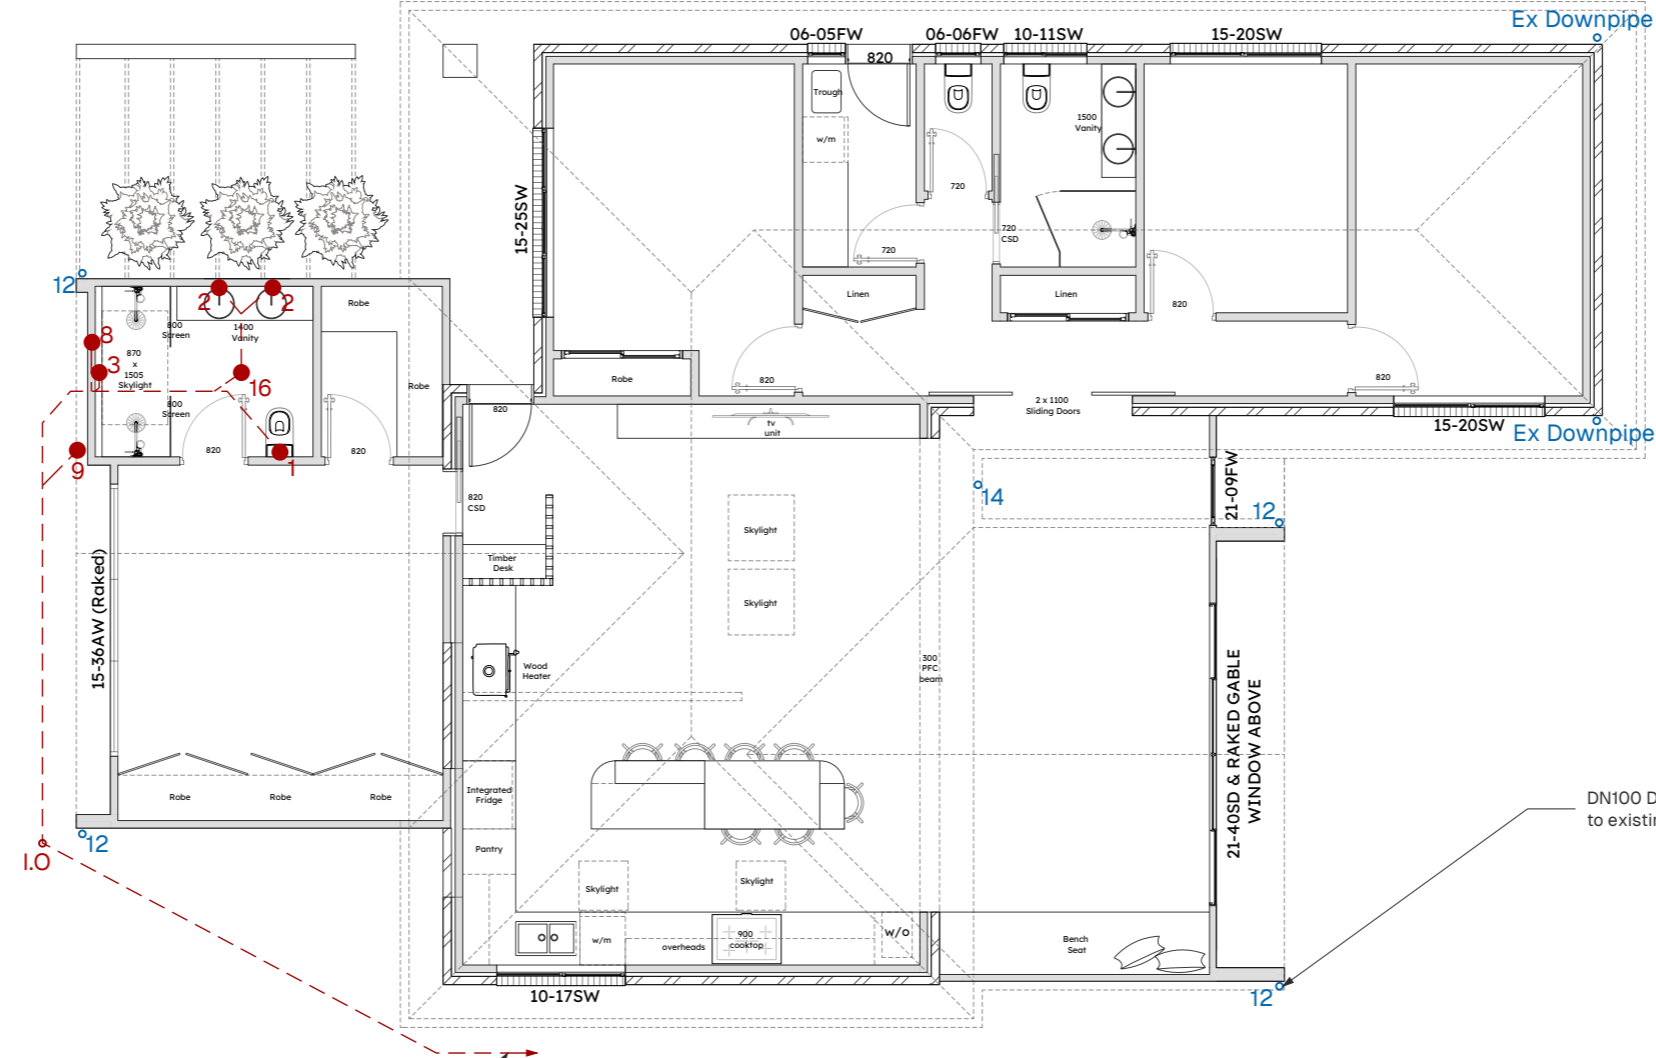 Ex Downpipe
06-05FW
06-06FW
10-11SW
15-20SW
820
Trough
w/m
1500
Vanity
720
15-25SW
720
720
CSD
12
2
2
Robe
Linen
Linen
820
800
Screen
1400
Vanity
8
870
x
1505
Skylight
3
16
Robe
Robe
820
820
800
Screen
820
2 x 1100
Sliding Doors
tv
unit
15-20SW
Ex Downpipe
820
820
9
1
21-09FW
820
CSD
14
12
Skylight
Timber
Desk
15-36AW (Raked)
Skylight
Wood
Heater
300
PFC
beam
21-40SD & RAKED GABLE
WINDOW ABOVE
Robe
Robe
Robe
Integrated
Fridge
DN100 D
to existin
12
I.O
Pantry
Skylight
Skylight
w/m
overheads
900
cooktop
w/o
Bench
Seat
10-17SW
12